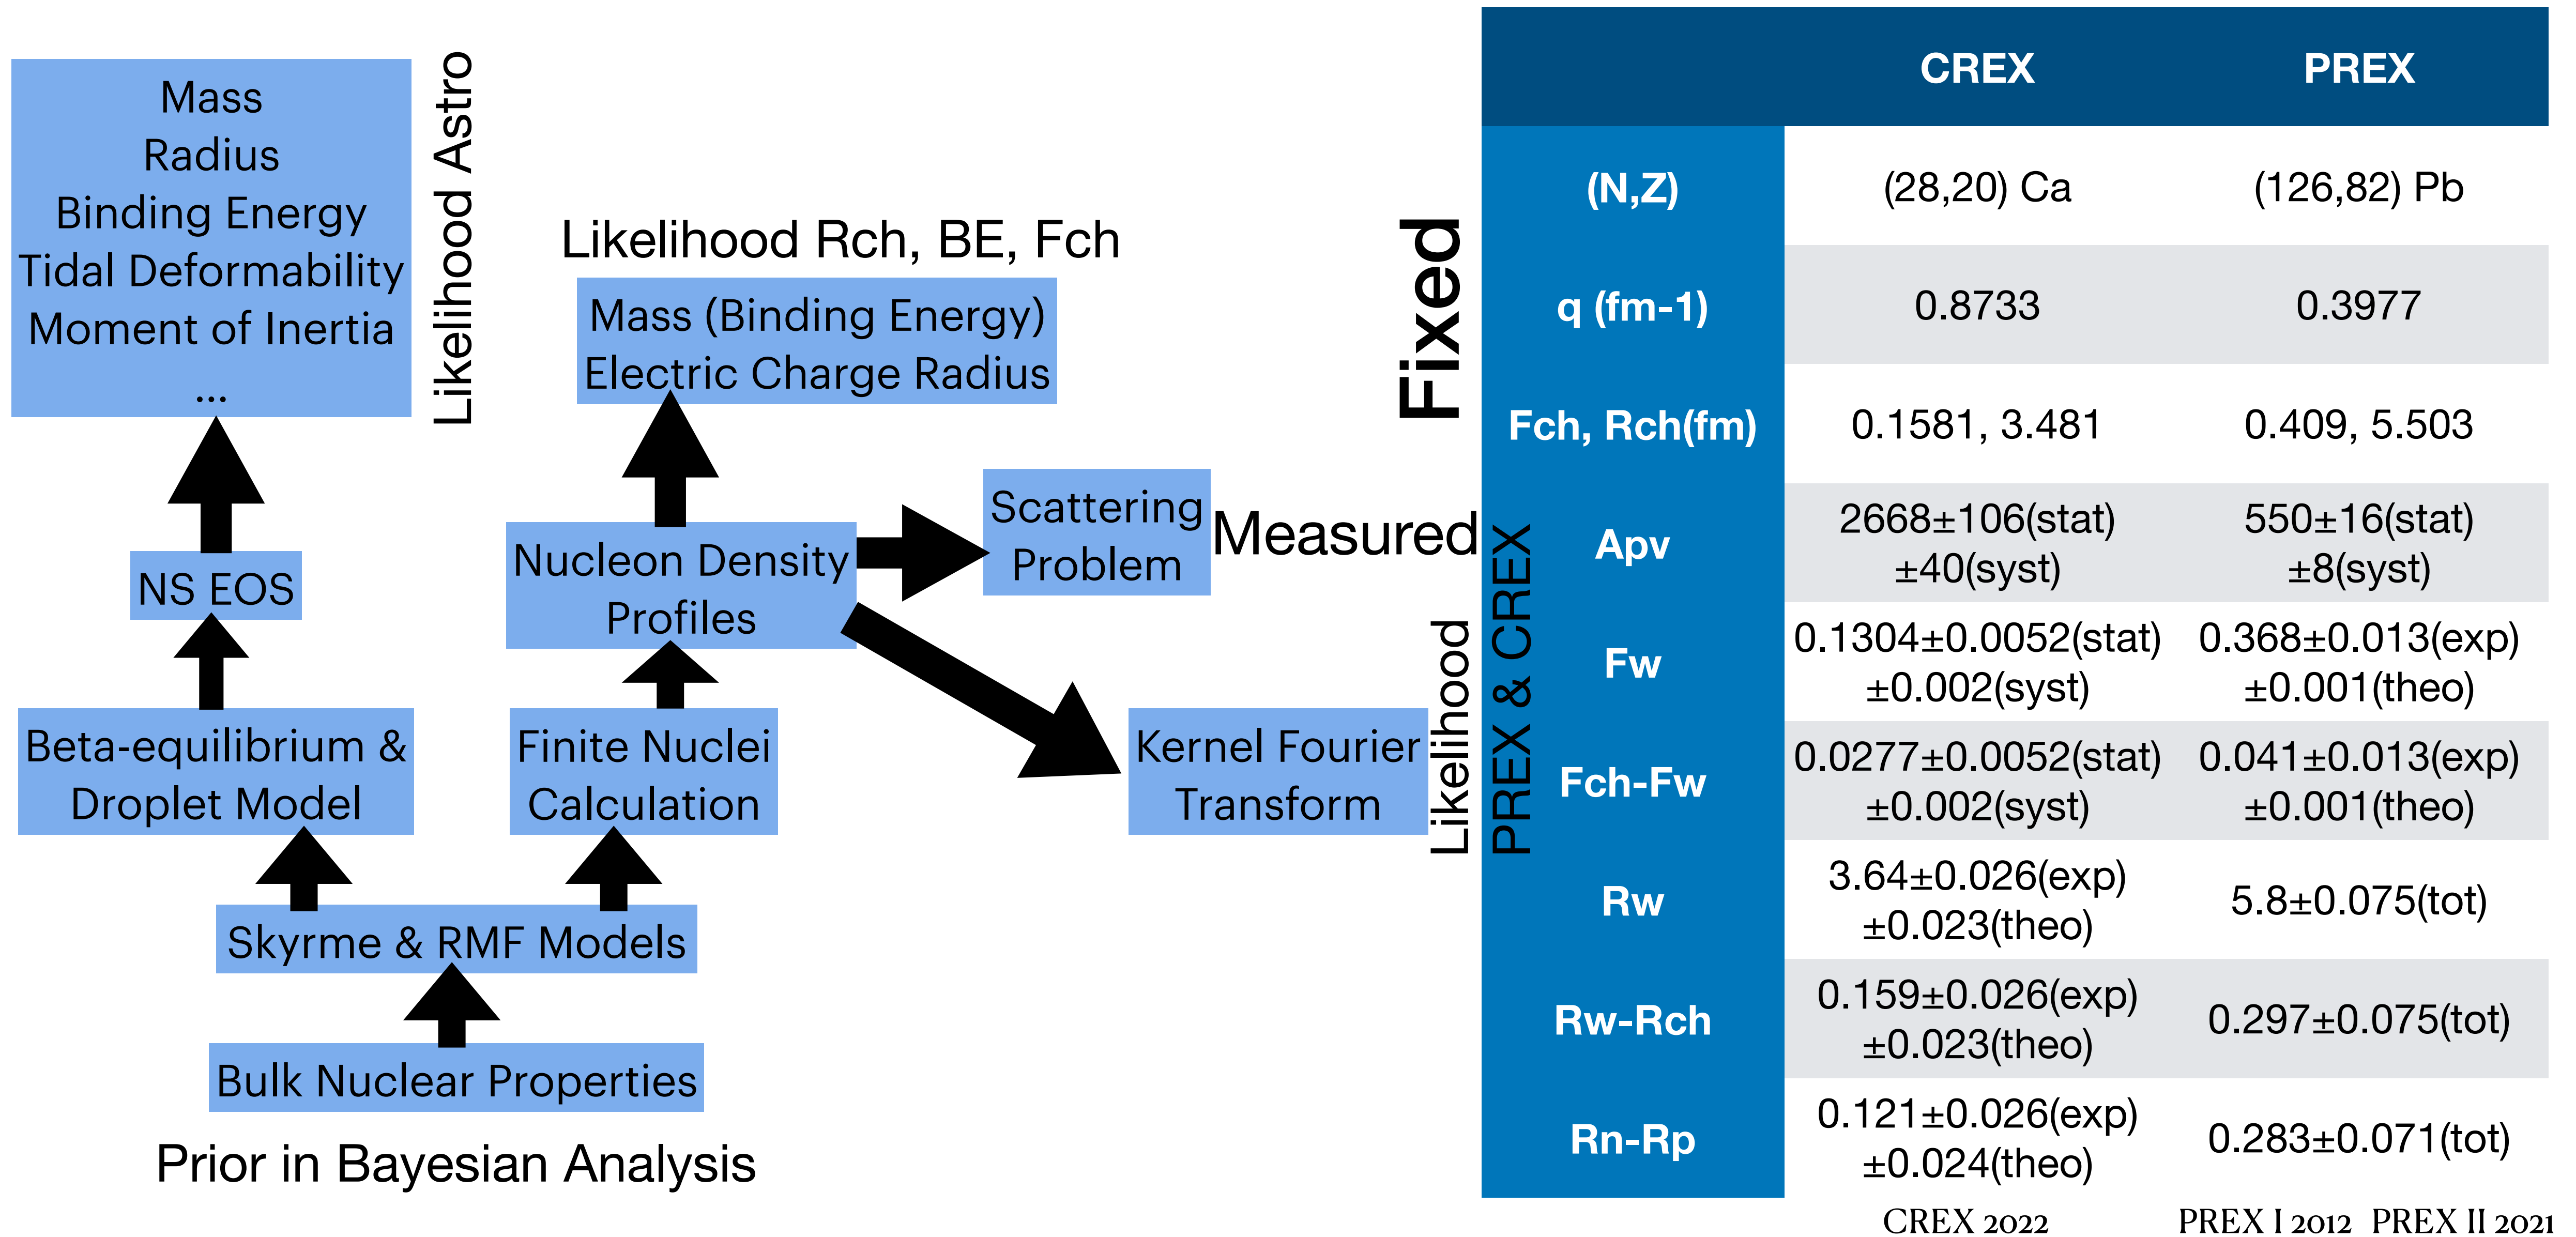 Mass
Radius
Binding Energy
Tidal Deformability
Moment of Inertia
...
Likelihood Astro
NS EOS
Beta-equilibrium &
Droplet Model
Likelihood Rch, BE, Fch
Mass (Binding Energy)
Electric Charge Radius
Nucleon Density
Profiles
Scattering
Problem
Finite Nuclei
Calculation
Kernel Fourier
Transform
Skyrme & RMF Models
Bulk Nuclear Properties
Prior in Bayesian Analysis
Fixed
Measured
Likelihood
PREX & CREX
CREX PREX
(N,Z) (28,20) Ca (126,82) Pb
q (fm-1) 0.8733 0.3977
Fch, Rch(fm) 0.1581, 3.481 0.409, 5.503
Apv
2668±106(stat)
±40(syst)
550±16(stat)
±8(syst)
Fw
0.1304±0.0052(stat)
±0.002(syst)
0.368±0.013(exp)
±0.001(theo)
Fch-Fw
0.0277±0.0052(stat)
±0.002(syst)
0.041±0.013(exp)
±0.001(theo)
Rw
3.64±0.026(exp)
±0.023(theo)
5.8±0.075(tot)
Rw-Rch
0.159±0.026(exp)
±0.023(theo)
0.297±0.075(tot)
Rn-Rp
0.121±0.026(exp)
±0.024(theo)
0.283±0.071(tot)
CREX 2022 PREX I 2012 PREX II 2021